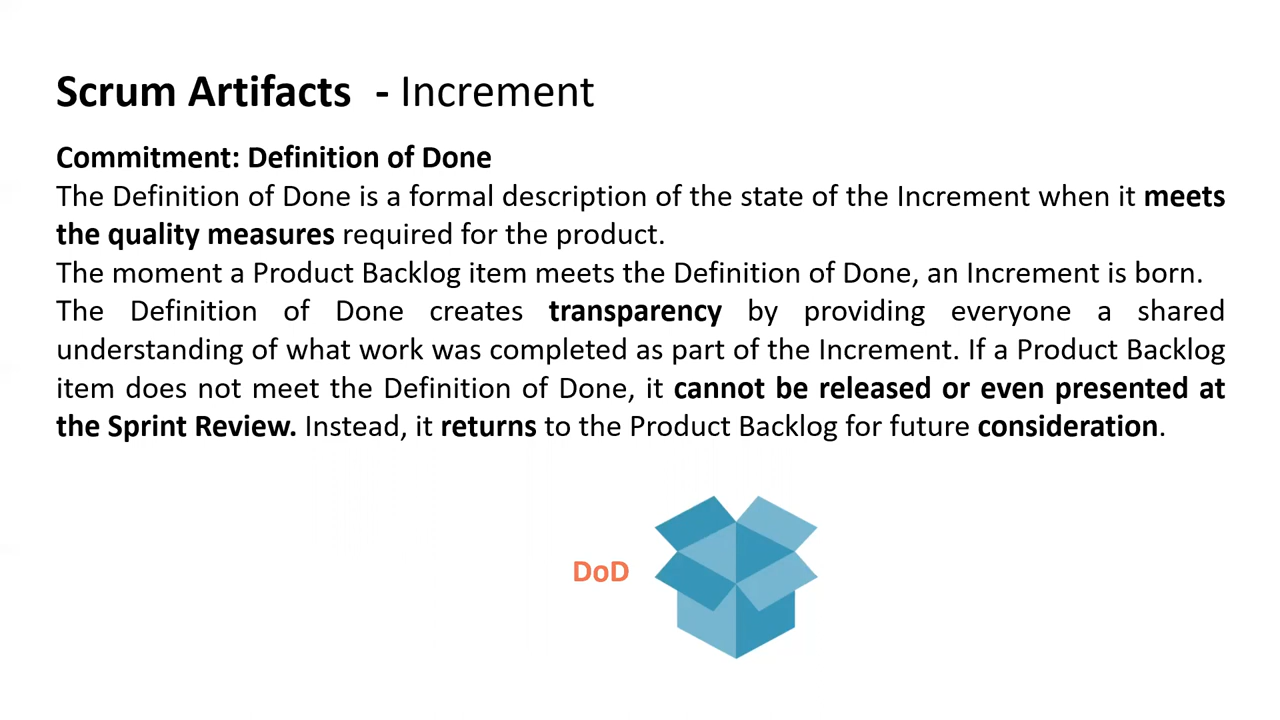 Scrum Artifacts - Increment
Commitment: Definition of Done
The Definition of Done is a formal description of the state of the Increment when it meets
the quality measures required for the product.
The moment a Product Backlog item meets the Definition of Done, an Increment is born.
The Definition of Done creates transparency by providing everyone a shared
understanding of what work was completed as part of the Increment. If a Product Backlog
item does not meet the Definition of Done, it cannot be released or even presented at
the Sprint Review. Instead, it returns to the Product Backlog for future consideration.
DoD